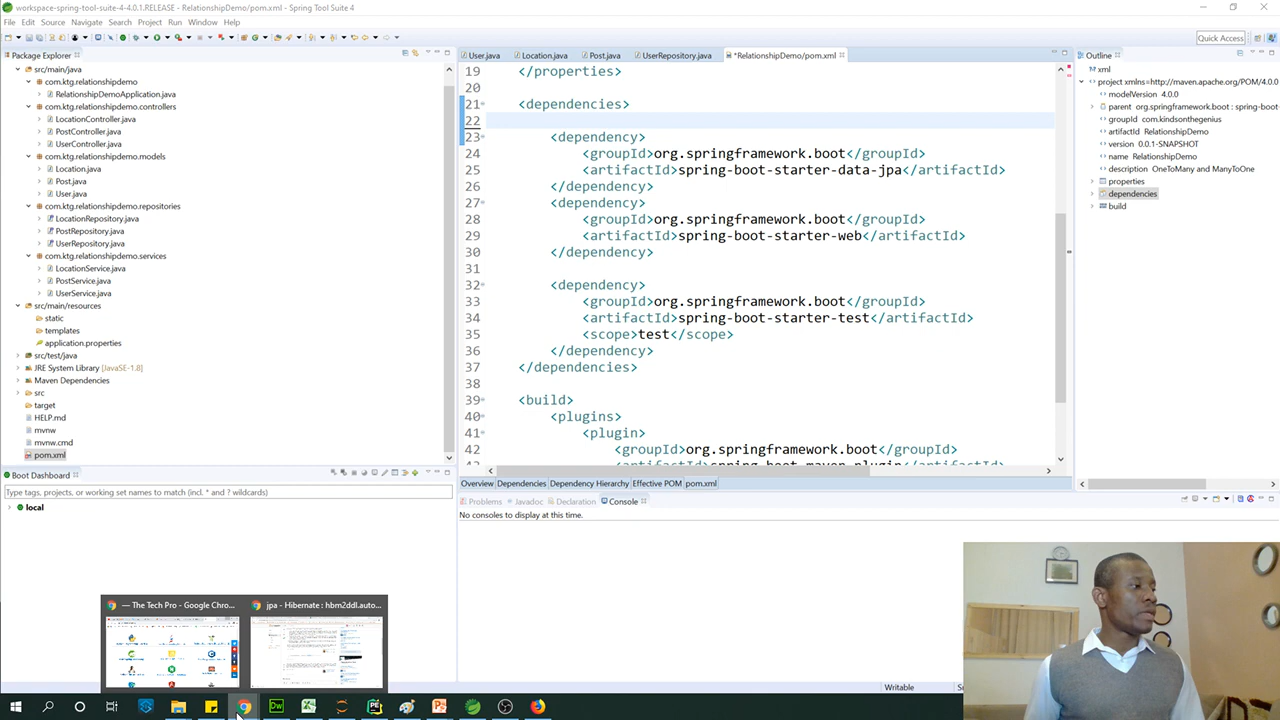 workspace-spring-tool-suite-4-4.0.1.RELEASE - RelationshipDemo/pom.xml - Spring Tool Suite 4
File Edit Source Navigate Search Project Run Window Help
Quick Access
Package Explorer
src/main/java
com.ktg.relationshipdemo
RelationshipDemoApplication.java
com.ktg.relationshipdemo.controllers
LocationController.java
PostController.java
UserController.java
com.ktg.relationshipdemo.models
Location.java
Post.java
User.java
com.ktg.relationshipdemo.repositories
LocationRepository.java
PostRepository.java
UserRepository.java
com.ktg.relationshipdemo.services
LocationService.java
PostService.java
UserService.java
src/main/resources
static
templates
application.properties
src/test/java
JRE System Library [JavaSE-1.8]
Maven Dependencies
src
target
HELP.md
mvnw
mvnw.cmd
pom.xml
Boot Dashboard
Type tags, projects, or working set names to match (incl. * and ? wildcards)
local
User.java Location.java Post.java UserRepository.java *RelationshipDemo/pom.xml
19 </properties>
20
21 <dependencies>
22
23 <dependency>
24 <groupId>org.springframework.boot</groupId>
25 <artifactId>spring-boot-starter-data-jpa</artifactId>
26 </dependency>
27 <dependency>
28 <groupId>org.springframework.boot</groupId>
29 <artifactId>spring-boot-starter-web</artifactId>
30 </dependency>
31
32 <dependency>
33 <groupId>org.springframework.boot</groupId>
34 <artifactId>spring-boot-starter-test</artifactId>
35 <scope>test</scope>
36 </dependency>
37 </dependencies>
38
39 <build>
40 <plugins>
41 <plugin>
42 <groupId>org.springframework.boot</groupId>
Overview Dependencies Dependency Hierarchy Effective POM pom.xml
Problems Javadoc Declaration Console
No consoles to display at this time.
Outline
xml
project xmlns=http://maven.apache.org/POM/4.0.0
modelVersion 4.0.0
parent org.springframework.boot : spring-boot
groupId com.kindsonthegenius
artifactId RelationshipDemo
version 0.0.1-SNAPSHOT
name RelationshipDemo
description OneToMany and ManyToOne
properties
dependencies
build
— The Tech Pro - Google Chro...
jpa - Hibernate : hbm2ddl.auto...
Writable